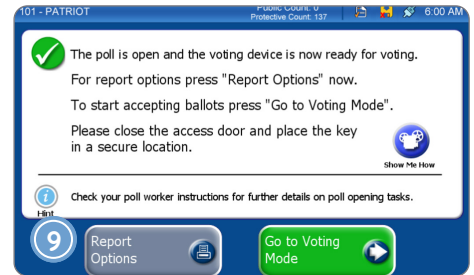 101 - PATRIOT
Public Count: 0
Protective Count: 137
6:00 AM
The poll is open and the voting device is now ready for voting.
For report options press "Report Options" now.
To start accepting ballots press "Go to Voting Mode".
Please close the access door and place the key
in a secure location.
Show Me How
i
Check your poll worker instructions for further details on poll opening tasks.
Hint
9
Report
Options
Go to Voting
Mode